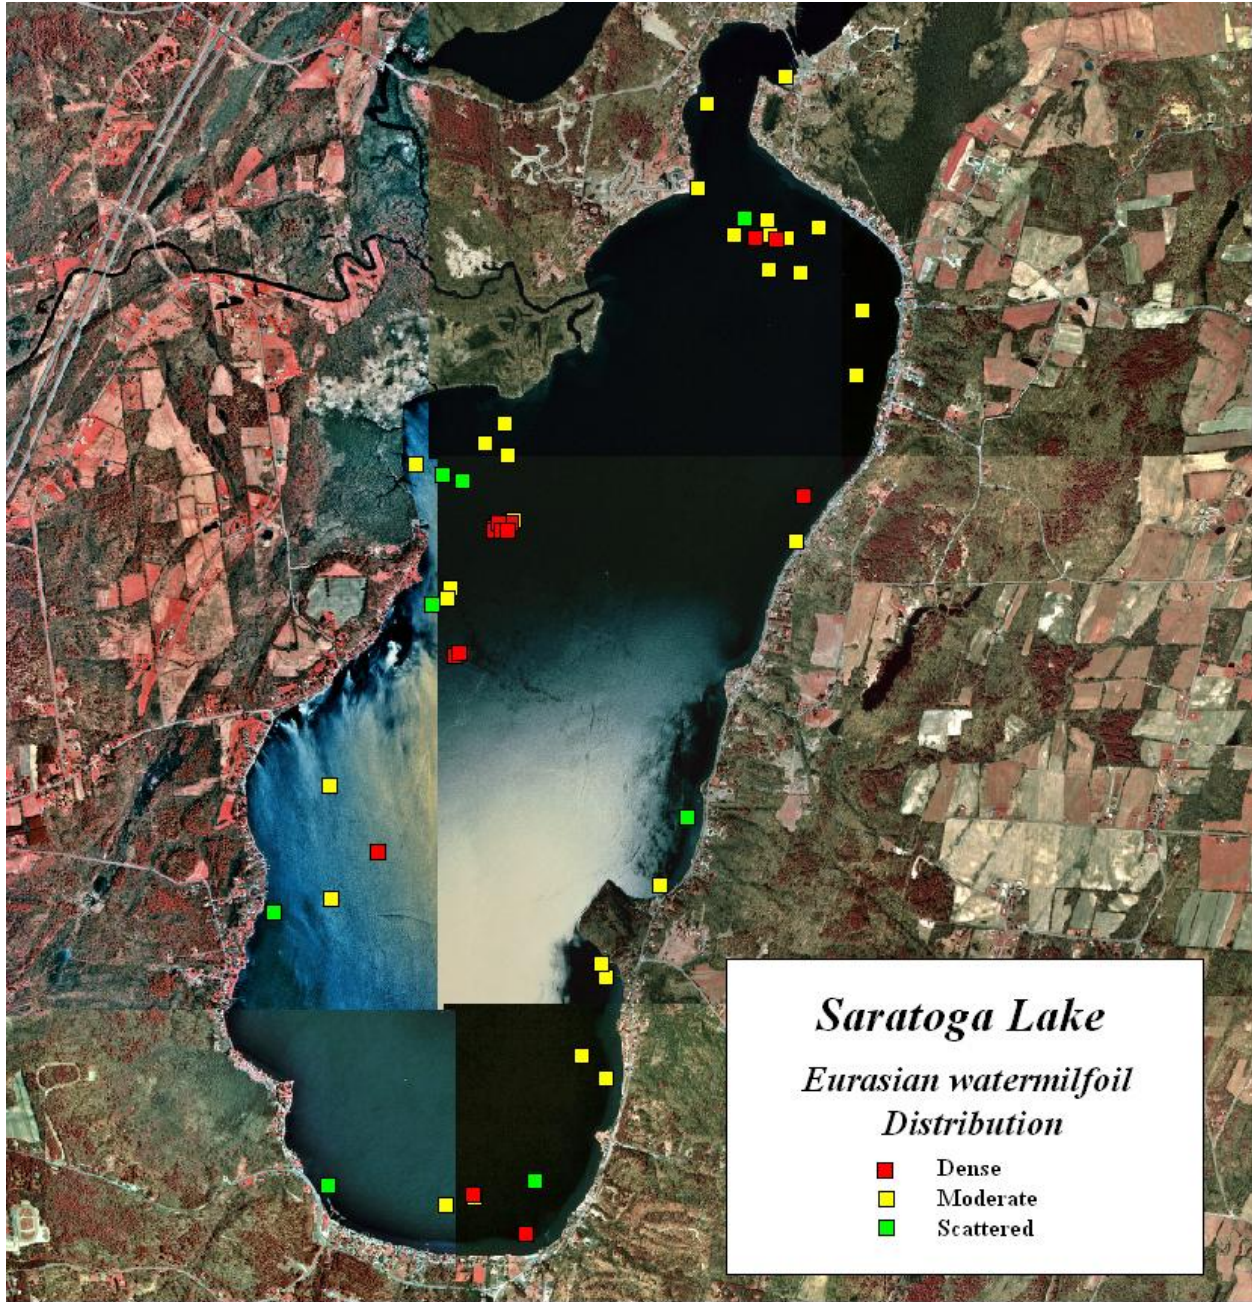 Saratoga Lake
Eurasian watermilfoil
Distribution
Dense
Moderate
Scattered